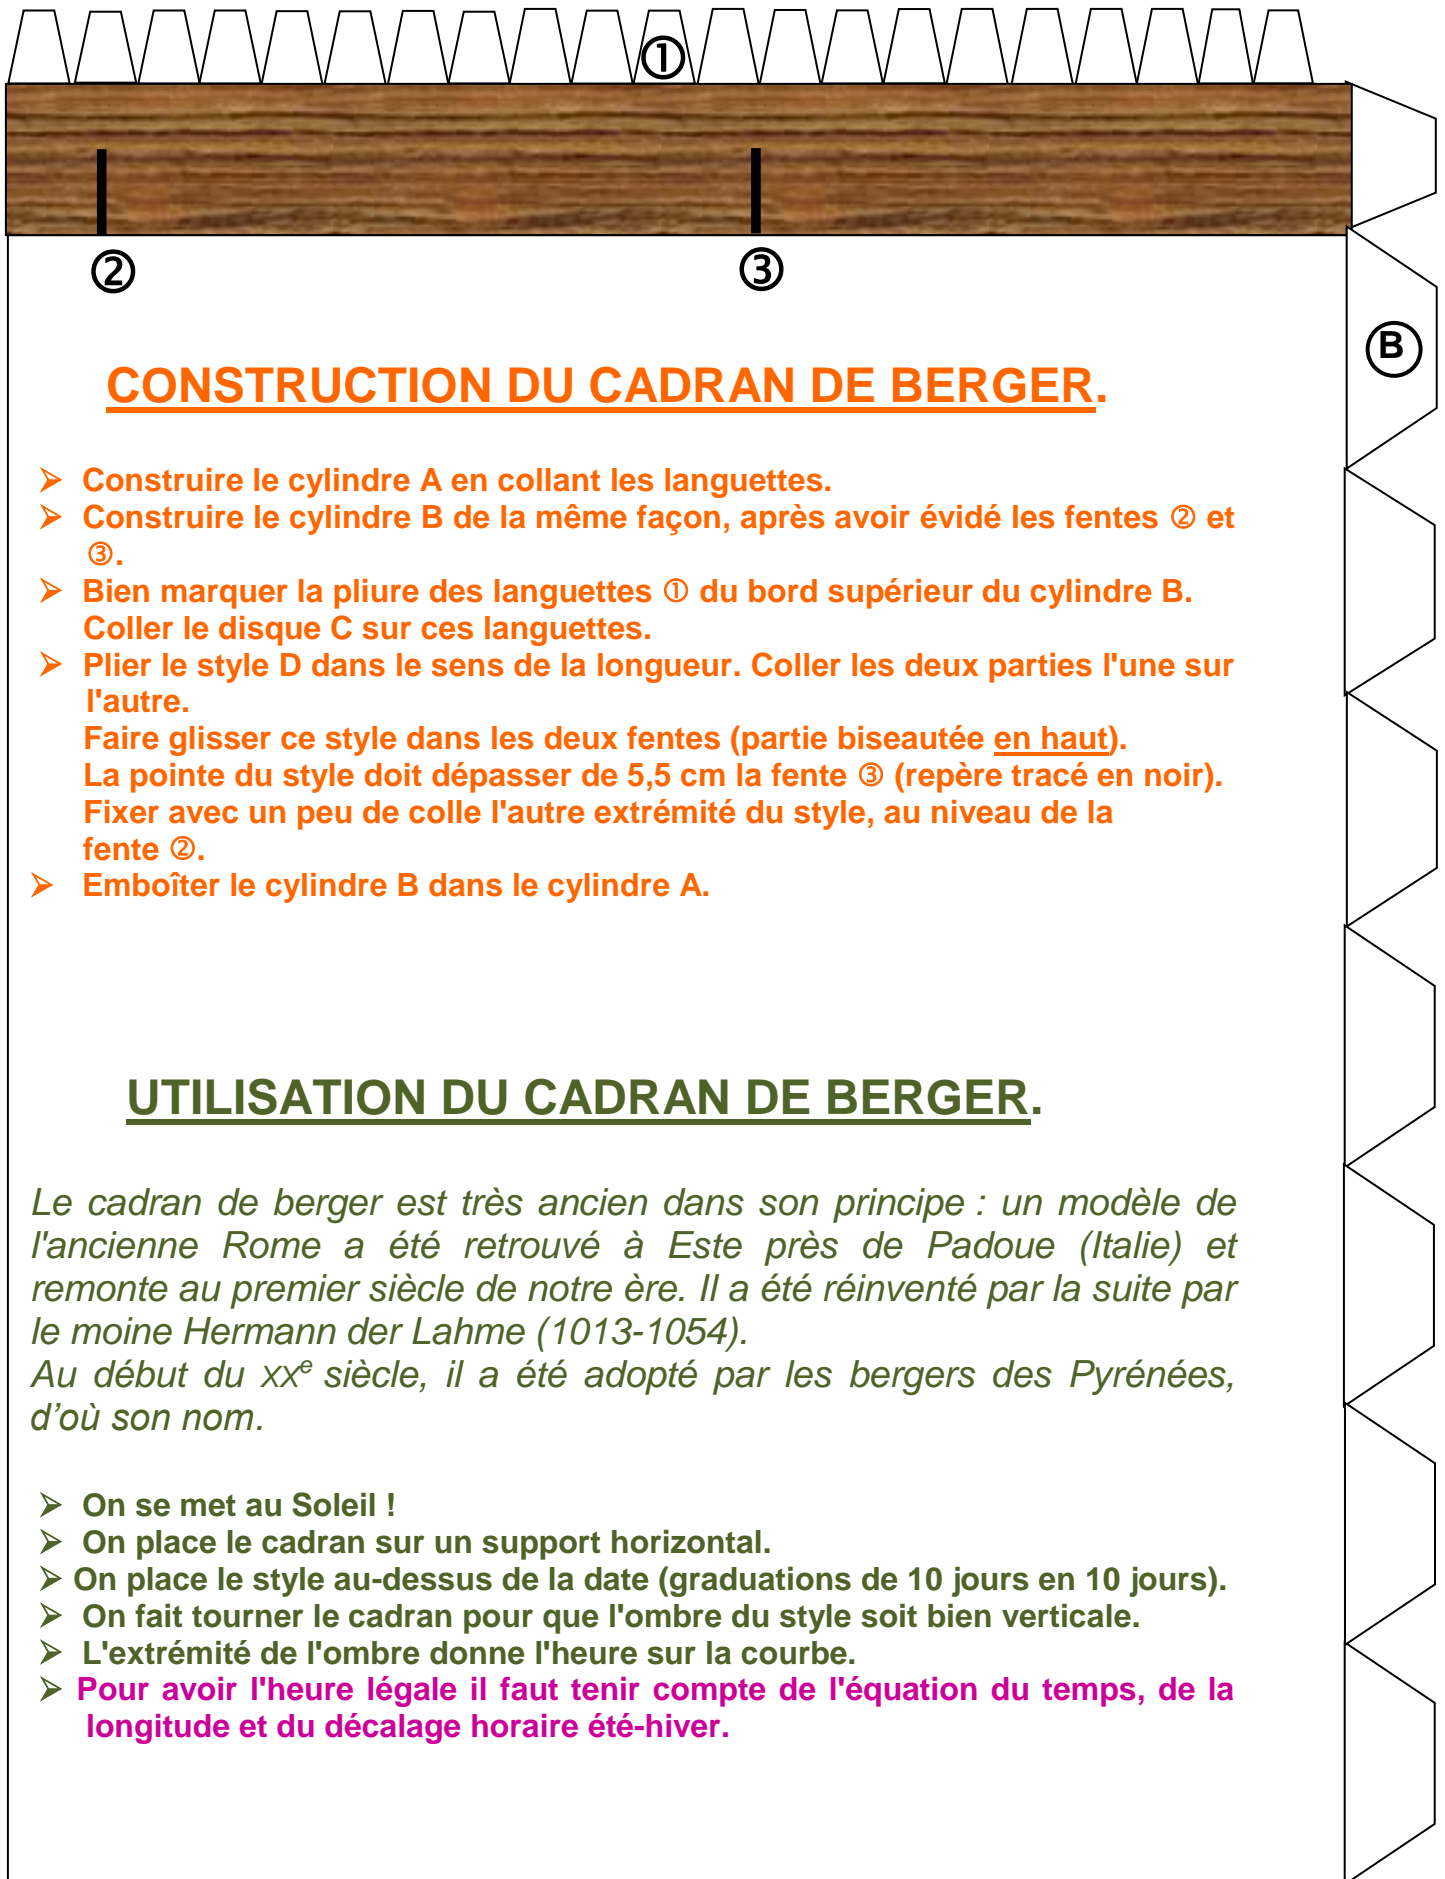 ①
② ③
B
CONSTRUCTION DU CADRAN DE BERGER.
➢ Construire le cylindre A en collant les languettes.
➢ Construire le cylindre B de la même façon, après avoir évidé les fentes ② et
③.
➢ Bien marquer la pliure des languettes ① du bord supérieur du cylindre B.
Coller le disque C sur ces languettes.
➢ Plier le style D dans le sens de la longueur. Coller les deux parties l'une sur
l'autre.
Faire glisser ce style dans les deux fentes (partie biseautée en haut).
La pointe du style doit dépasser de 5,5 cm la fente ③ (repère tracé en noir).
Fixer avec un peu de colle l'autre extrémité du style, au niveau de la
fente ②.
➢ Emboîter le cylindre B dans le cylindre A.
UTILISATION DU CADRAN DE BERGER.
Le cadran de berger est très ancien dans son principe : un modèle de
l'ancienne Rome a été retrouvé à Este près de Padoue (Italie) et
remonte au premier siècle de notre ère. Il a été réinventé par la suite par
le moine Hermann der Lahme (1013-1054).
Au début du XXe siècle, il a été adopté par les bergers des Pyrénées,
d’où son nom.
➢ On se met au Soleil !
➢ On place le cadran sur un support horizontal.
➢ On place le style au-dessus de la date (graduations de 10 jours en 10 jours).
➢ On fait tourner le cadran pour que l'ombre du style soit bien verticale.
➢ L'extrémité de l'ombre donne l'heure sur la courbe.
➢ Pour avoir l'heure légale il faut tenir compte de l'équation du temps, de la
longitude et du décalage horaire été-hiver.